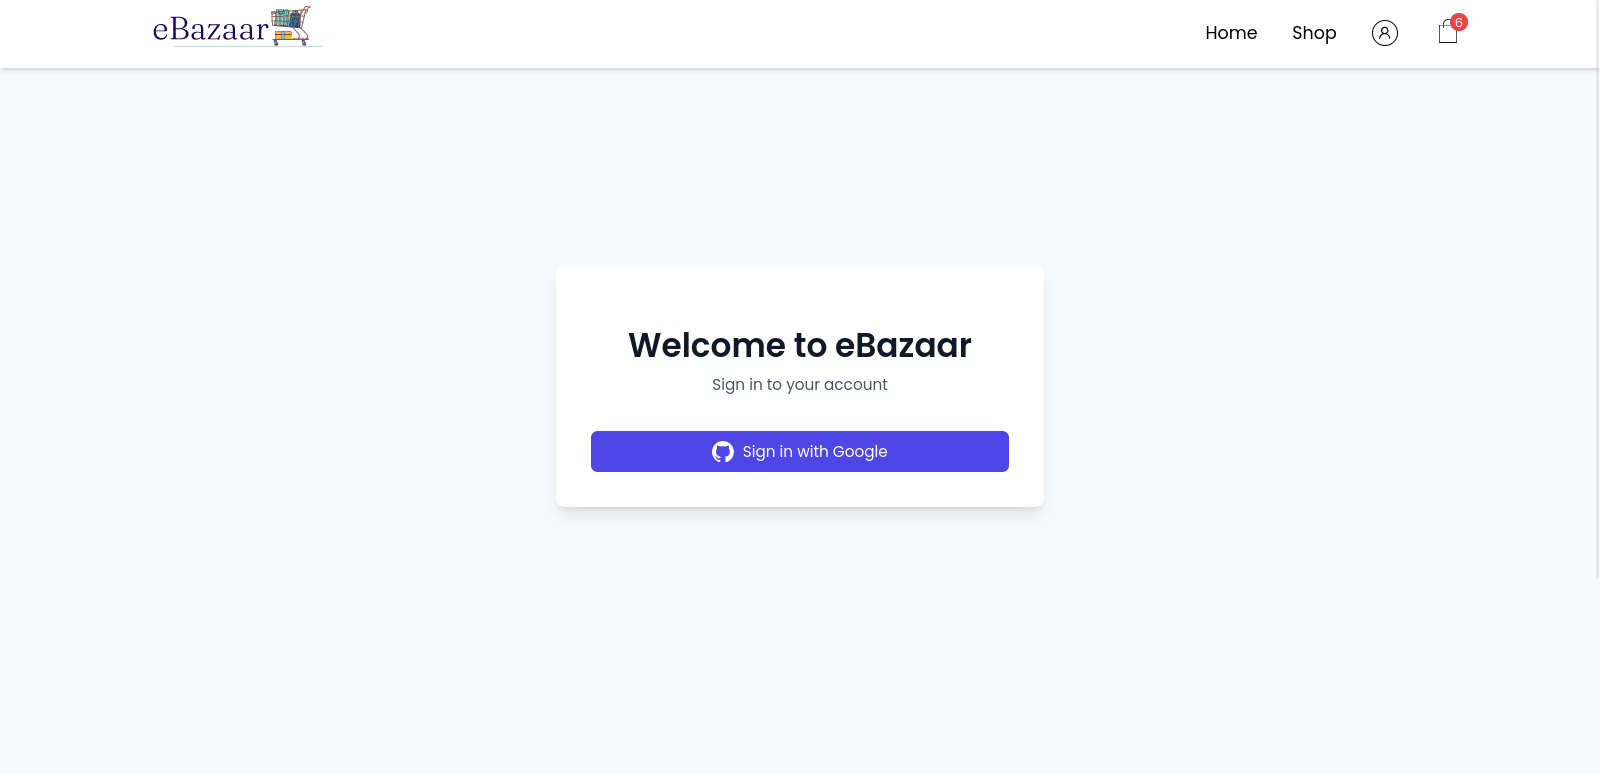 eBazaar
Home
Shop
6
Welcome to eBazaar
Sign in to your account
Sign in with Google